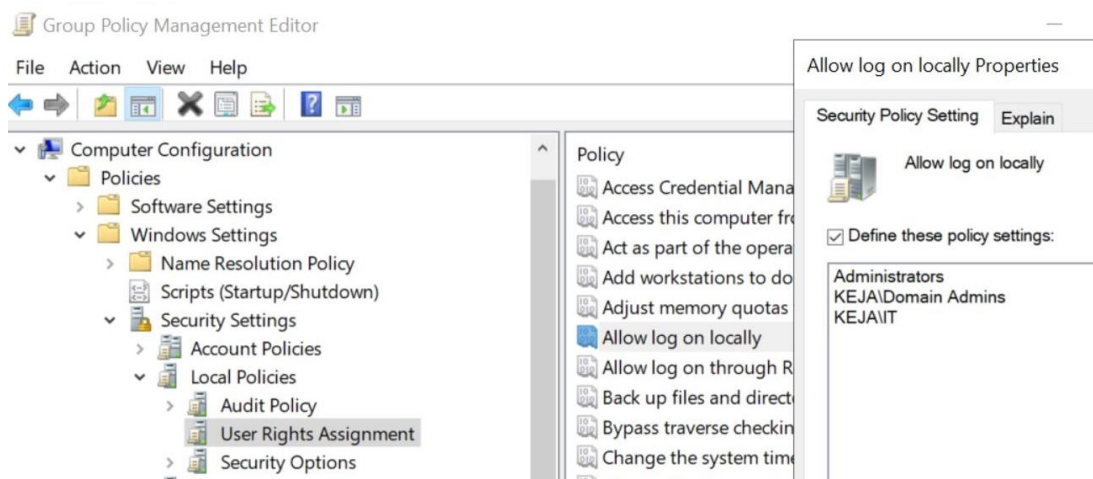 Group Policy Management Editor
File Action View Help
Computer Configuration
Policies
Software Settings
Windows Settings
Name Resolution Policy
Scripts (Startup/Shutdown)
Security Settings
Account Policies
Local Policies
Audit Policy
User Rights Assignment
Security Options
Policy
Access Credential Mana
Access this computer fr
Act as part of the opera
Add workstations to do
Adjust memory quotas
Allow log on locally
Allow log on through R
Back up files and direct
Bypass traverse checkin
Change the system time
Allow log on locally Properties
Security Policy Setting Explain
Allow log on locally
Define these policy settings:
Administrators
KEJA\Domain Admins
KEJA\IT